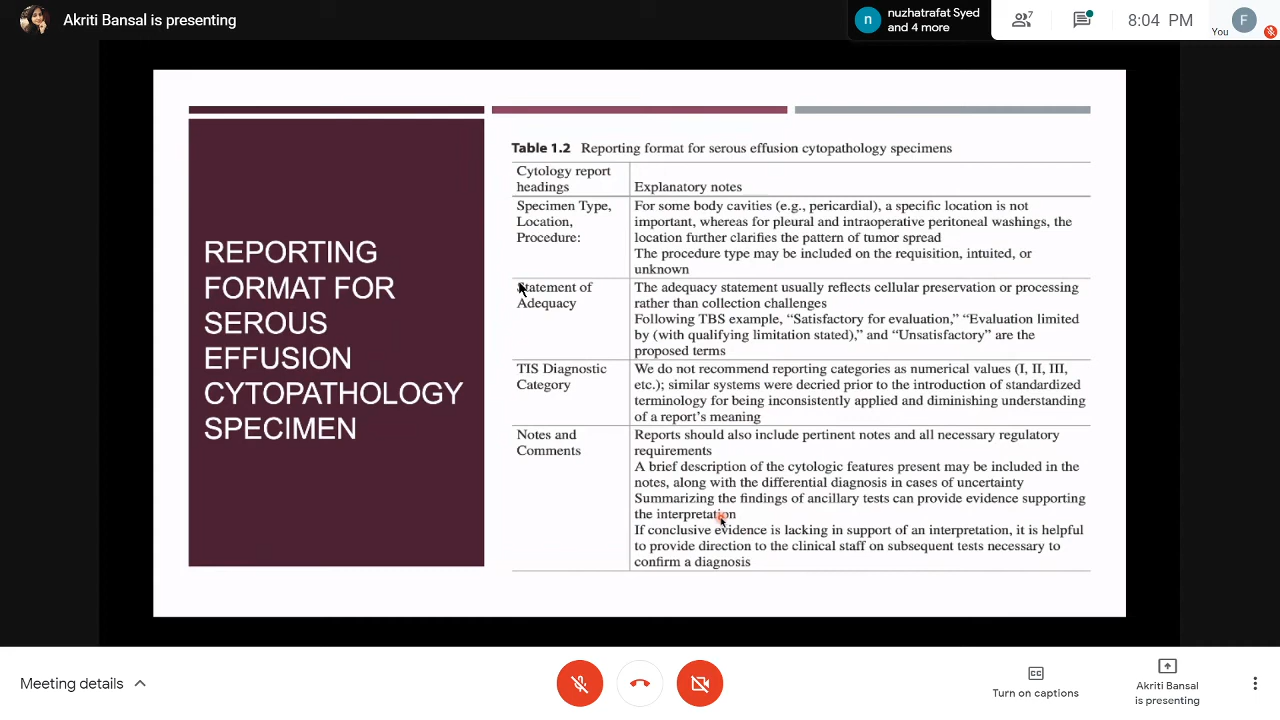 Akriti Bansal is presenting
n
nuzhatrafat Syed
and 4 more
7
8:04 PM
You
F
REPORTING
FORMAT FOR
SEROUS
EFFUSION
CYTOPATHOLOGY
SPECIMEN
Table 1.2 Reporting format for serous effusion cytopathology specimens
Cytology report
headings
Explanatory notes
Specimen Type,
Location,
Procedure:
For some body cavities (e.g., pericardial), a specific location is not
important, whereas for pleural and intraoperative peritoneal washings, the
location further clarifies the pattern of tumor spread
The procedure type may be included on the requisition, intuited, or
unknown
Statement of
Adequacy
The adequacy statement usually reflects cellular preservation or processing
rather than collection challenges
Following TBS example, “Satisfactory for evaluation,” “Evaluation limited
by (with qualifying limitation stated),” and “Unsatisfactory” are the
proposed terms
TIS Diagnostic
Category
We do not recommend reporting categories as numerical values (I, II, III,
etc.); similar systems were decried prior to the introduction of standardized
terminology for being inconsistently applied and diminishing understanding
of a report’s meaning
Notes and
Comments
Reports should also include pertinent notes and all necessary regulatory
requirements
A brief description of the cytologic features present may be included in the
notes, along with the differential diagnosis in cases of uncertainty
Summarizing the findings of ancillary tests can provide evidence supporting
the interpretation
If conclusive evidence is lacking in support of an interpretation, it is helpful
to provide direction to the clinical staff on subsequent tests necessary to
confirm a diagnosis
Meeting details
CC
Turn on captions
Akriti Bansal
is presenting